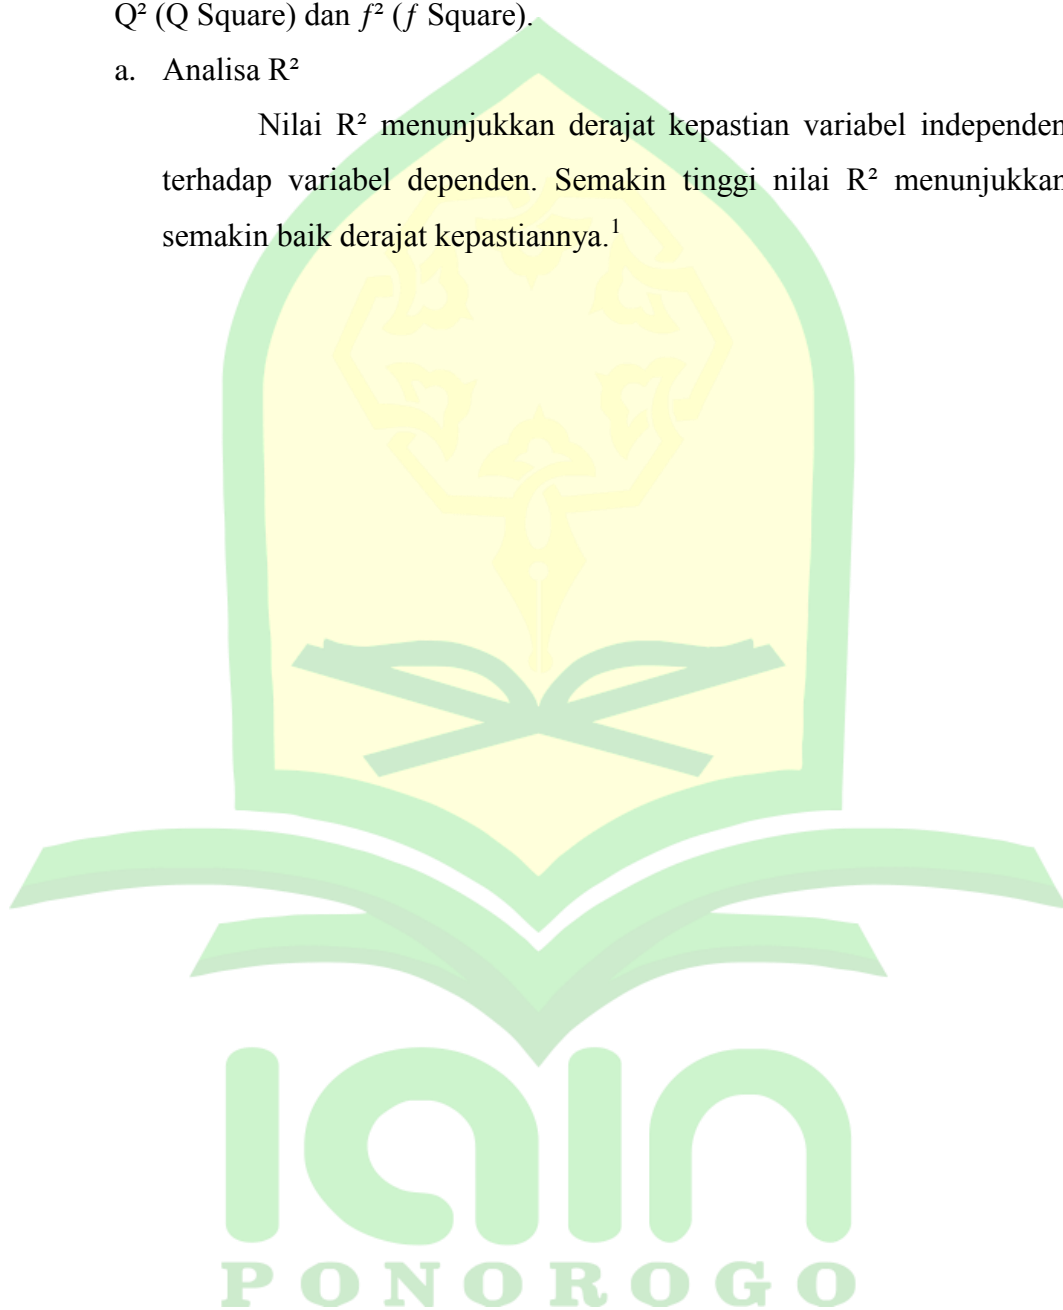 Q² (Q Square) dan ƒ² (ƒ Square).
a. Analisa R²
Nilai R² menunjukkan derajat kepastian variabel independen
terhadap variabel dependen. Semakin tinggi nilai R² menunjukkan
semakin baik derajat kepastiannya.¹
IAIN
PONOROGO